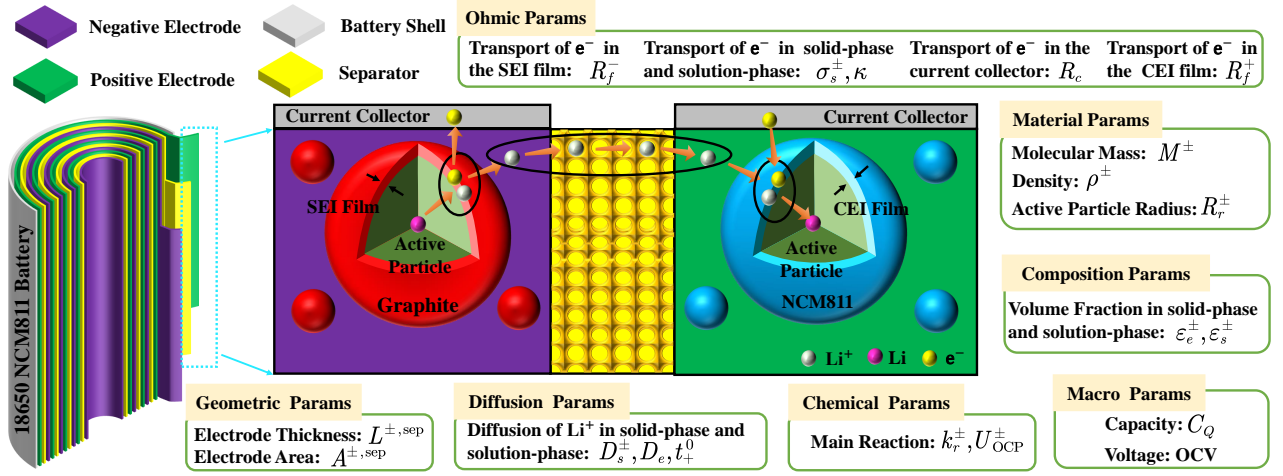 Negative Electrode
Battery Shell
Positive Electrode
Separator
Ohmic Params
Transport of e⁻ in
the SEI film: R_f^-
Transport of e⁻ in solid-phase
and solution-phase: σ_s^±, κ
Transport of e⁻ in the
current collector: R_c
Transport of e⁻ in
the CEI film: R_f^+
18650 NCM811 Battery
Current Collector
SEI Film
Active
Particle
Graphite
Current Collector
CEI Film
Active
Particle
NCM811
Li⁺
Li
e⁻
Material Params
Molecular Mass: M^±
Density: ρ^±
Active Particle Radius: R_r^±
Composition Params
Volume Fraction in solid-phase
and solution-phase: ε_e^±, ε_s^±
Geometric Params
Electrode Thickness: L^{±,sep}
Electrode Area: A^{±,sep}
Diffusion Params
Diffusion of Li⁺ in solid-phase and
solution-phase: D_s^±, D_e, t_+^0
Chemical Params
Main Reaction: k_r^±, U_OCP^±
Macro Params
Capacity: C_Q
Voltage: OCV